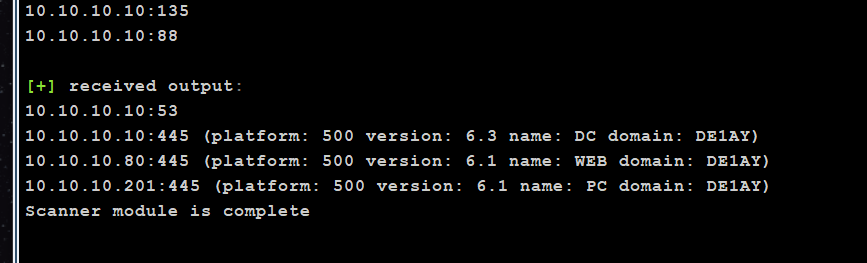 10.10.10.10:135
10.10.10.10:88
[+] received output:
10.10.10.10:53
10.10.10.10:445 (platform: 500 version: 6.3 name: DC domain: DE1AY)
10.10.10.80:445 (platform: 500 version: 6.1 name: WEB domain: DE1AY)
10.10.10.201:445 (platform: 500 version: 6.1 name: PC domain: DE1AY)
Scanner module is complete